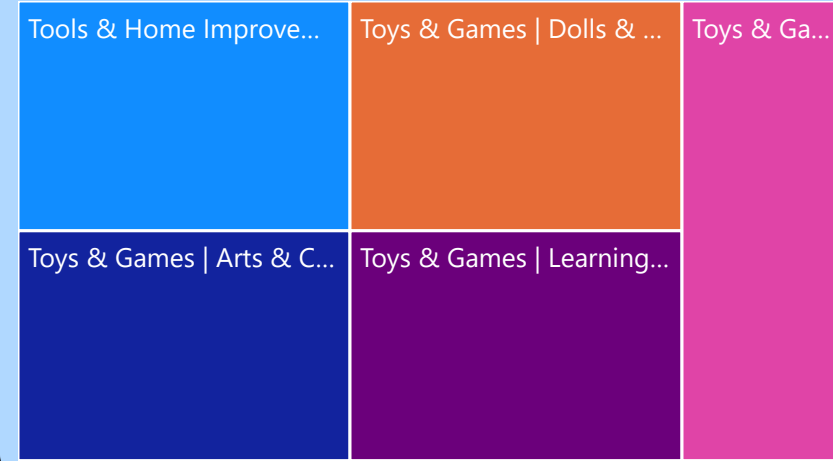 Tools & Home Improve...
Toys & Games | Dolls & ...
Toys & Ga...
Toys & Games | Arts & C...
Toys & Games | Learning...